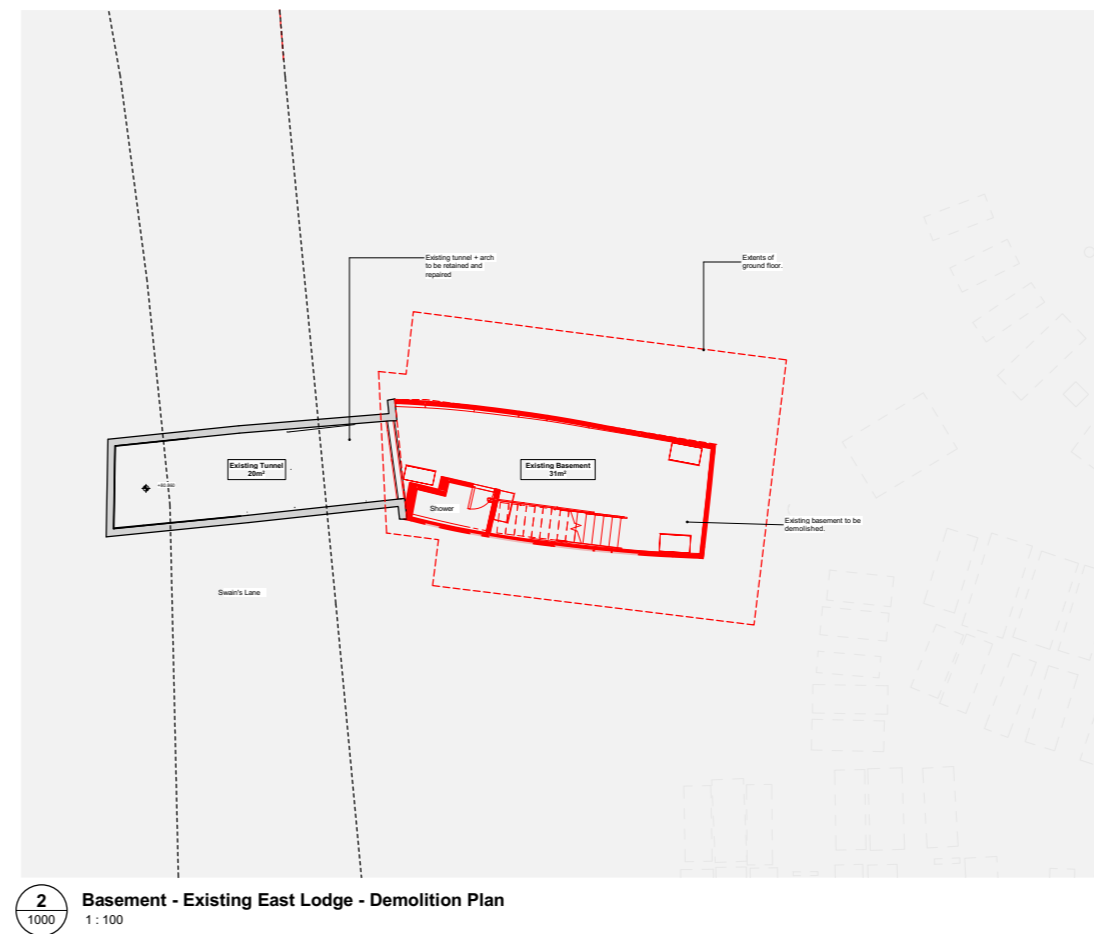 Existing tunnel + arch
to be retained and
repaired
Extents of
ground floor.
Existing Tunnel
20m²
Existing Basement
31m²
Shower
Existing basement to be
demolished.
Swain's Lane
2
1000
Basement - Existing East Lodge - Demolition Plan
1 : 100